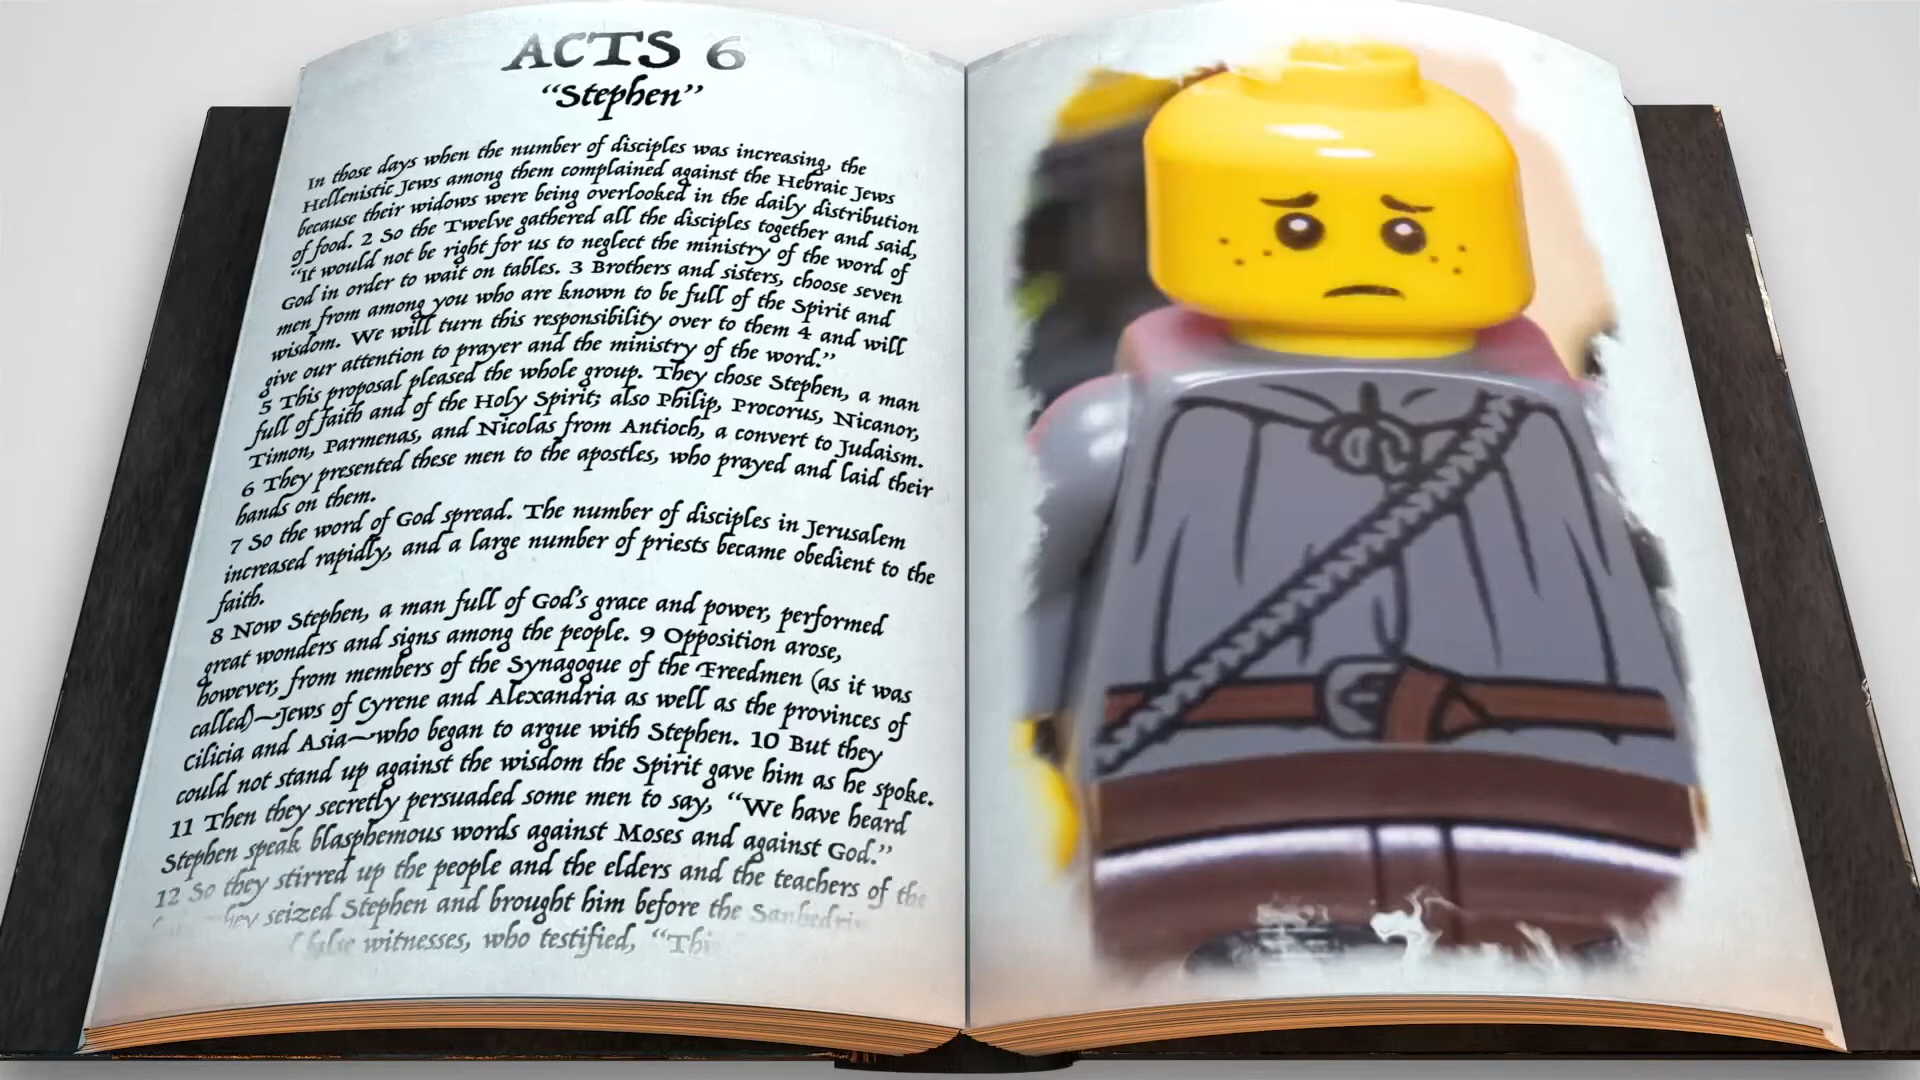 ACTS 6
“Stephen”
In those days when the number of disciples was increasing, the
Hellenistic Jews among them complained against the Hebraic Jews
because their widows were being overlooked in the daily distribution
of food. 2 So the Twelve gathered all the disciples together and said,
“It would not be right for us to neglect the ministry of the word of
God in order to wait on tables. 3 Brothers and sisters, choose seven
men from among you who are known to be full of the Spirit and
wisdom. We will turn this responsibility over to them 4 and will
give our attention to prayer and the ministry of the word.”
5 This proposal pleased the whole group. They chose Stephen, a man
full of faith and of the Holy Spirit; also Philip, Procorus, Nicanor,
Timon, Parmenas, and Nicolas from Antioch, a convert to Judaism.
6 They presented these men to the apostles, who prayed and laid their
hands on them.
7 So the word of God spread. The number of disciples in Jerusalem
increased rapidly, and a large number of priests became obedient to the
faith.
8 Now Stephen, a man full of God’s grace and power, performed
great wonders and signs among the people. 9 Opposition arose,
however, from members of the Synagogue of the Freedmen (as it was
called)—Jews of Cyrene and Alexandria as well as the provinces of
Cilicia and Asia—who began to argue with Stephen. 10 But they
could not stand up against the wisdom the Spirit gave him as he spoke.
11 Then they secretly persuaded some men to say, “We have heard
Stephen speak blasphemous words against Moses and against God.”
12 So they stirred up the people and the elders and the teachers of the
they seized Stephen and brought him before the Sanhedrin
false witnesses, who testified, “This